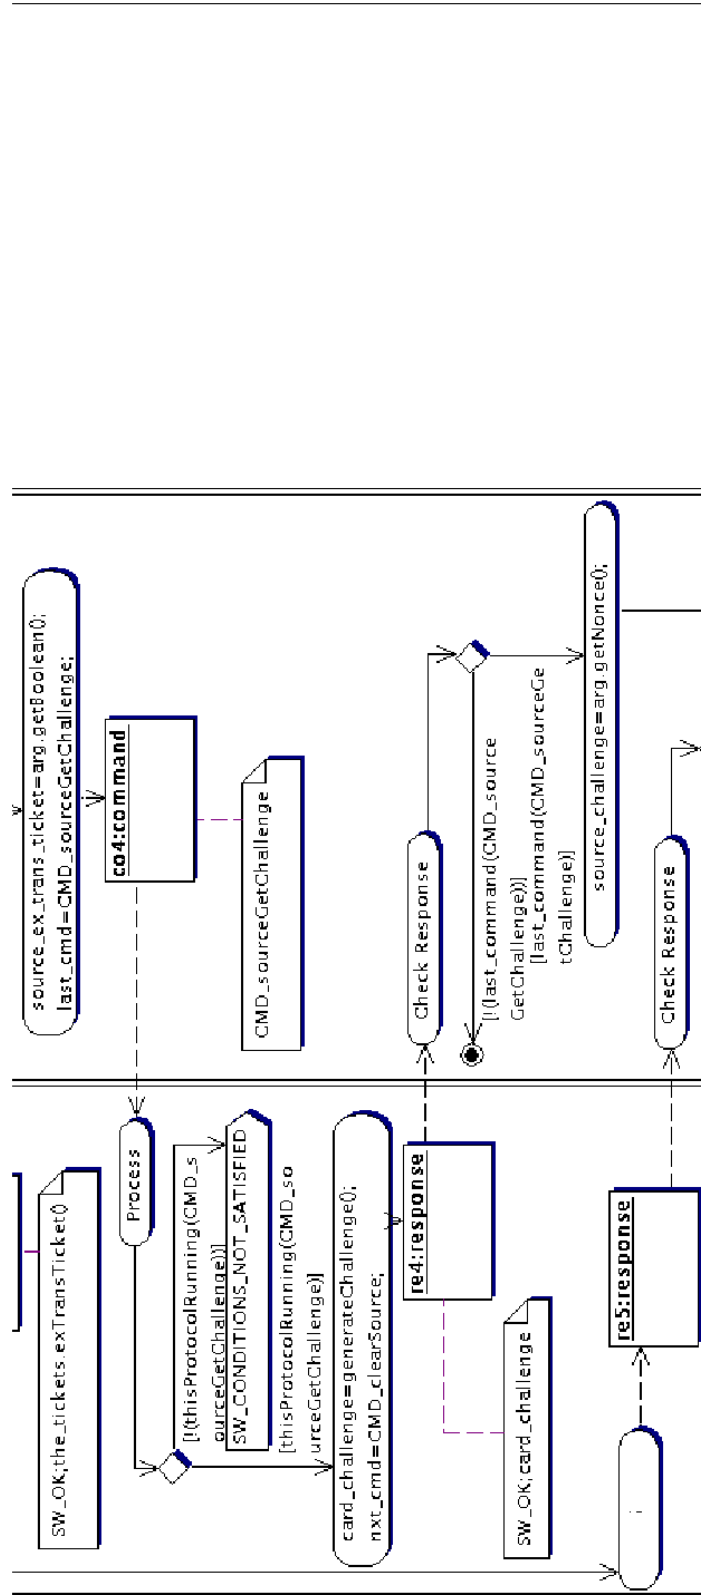 source_ex_trans_ticket=arg.getBoolean();
last_cmd=CMD_sourceGetChallenge;
co4:command
CMD_sourceGetChallenge
SW_OK;the_tickets.exTransTicket()
Process
[!(thisProtocolRunning(CMD_s
ourceGetChallenge))]
SW_CONDITIONS_NOT_SATISFIED
[thisProtocolRunning(CMD_so
urceGetChallenge)]
card_challenge=generateChallenge();
nxt_cmd=CMD_clearSource;
re4:response
SW_OK;card_challenge
Check Response
[!(last_command(CMD_source
GetChallenge))]
[last_command(CMD_sourceGe
tChallenge)]
source_challenge=arg.getNonce();
re5:response
Check Response